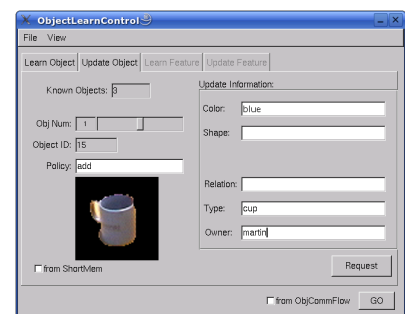 ObjectLearnControl
File View
Learn Object Update Object Learn Feature Update Feature
Known Objects: 3
Obj Num: 1
Object ID: 15
Policy: add
from ShortMem
Update Information:
Color: blue
Shape:
Relation:
Type: cup
Owner: martin
Request
from ObjCommFlow GO